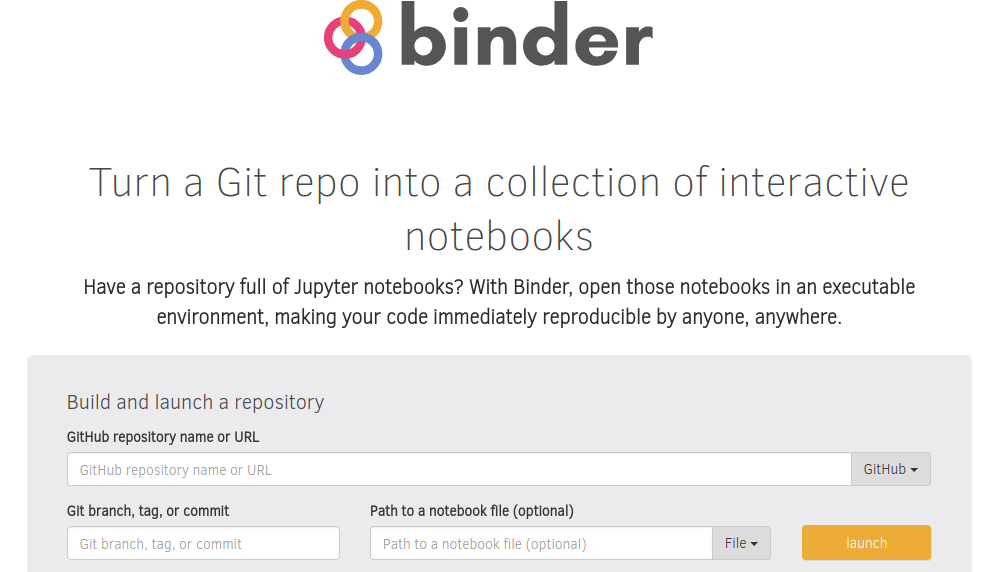 binder
Turn a Git repo into a collection of interactive
notebooks
Have a repository full of Jupyter notebooks? With Binder, open those notebooks in an executable
environment, making your code immediately reproducible by anyone, anywhere.
Build and launch a repository
GitHub repository name or URL
GitHub repository name or URL GitHub
Git branch, tag, or commit Path to a notebook file (optional)
Git branch, tag, or commit Path to a notebook file (optional) File launch